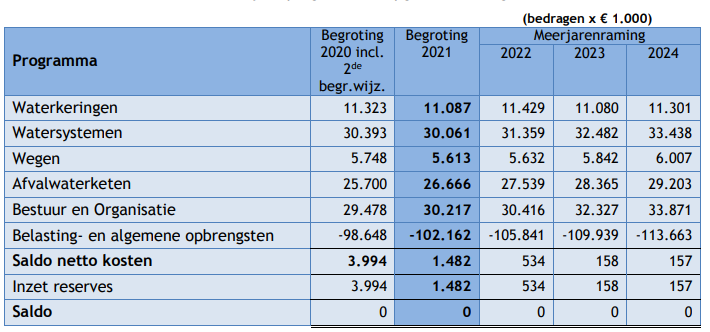 (bedragen x € 1.000)
Programma Begroting 2020 incl. 2de begr.wijz. Begroting 2021 Meerjarenraming 2022 2023 2024
Waterkeringen 11.323 11.087 11.429 11.080 11.301
Watersystemen 30.393 30.061 31.359 32.482 33.438
Wegen 5.748 5.613 5.632 5.842 6.007
Afvalwaterketen 25.700 26.666 27.539 28.365 29.203
Bestuur en Organisatie 29.478 30.217 30.416 32.327 33.871
Belasting- en algemene opbrengsten -98.648 -102.162 -105.841 -109.939 -113.663
Saldo netto kosten 3.994 1.482 534 158 157
Inzet reserves 3.994 1.482 534 158 157
Saldo 0 0 0 0 0